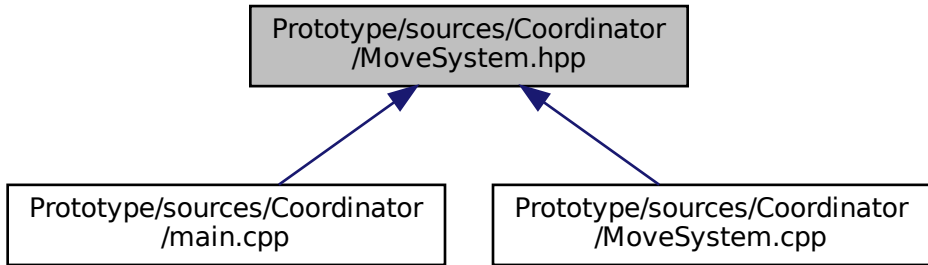 Prototype/sources/Coordinator
/MoveSystem.hpp
Prototype/sources/Coordinator
/main.cpp
Prototype/sources/Coordinator
/MoveSystem.cpp